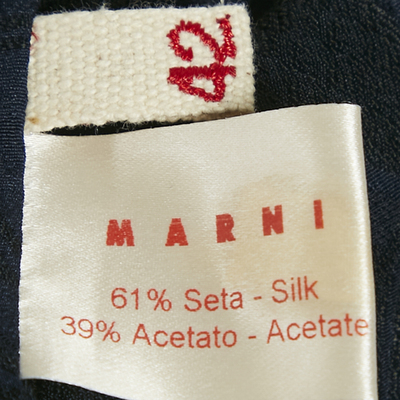 42
MARNI
61% Seta - Silk
39% Acetato - Acetate